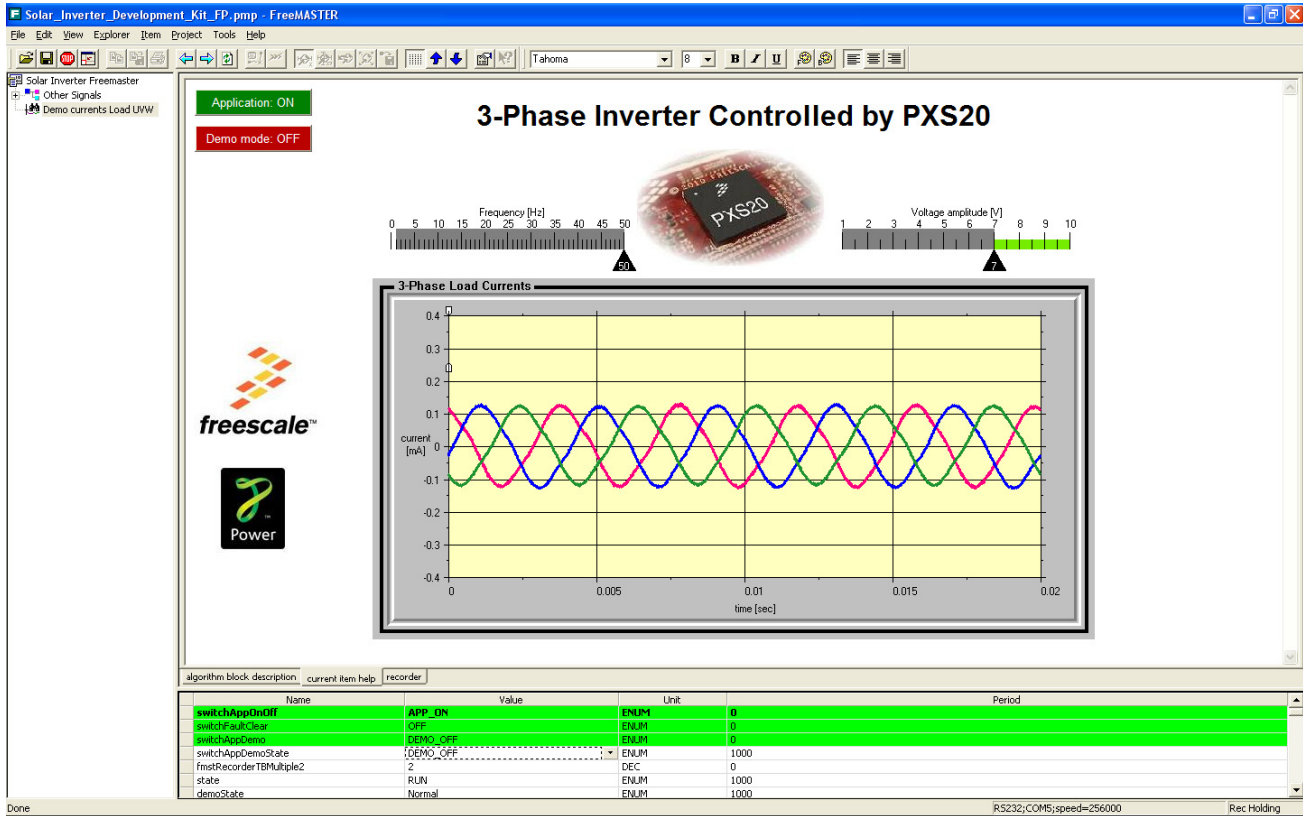 Solar_Inverter_Development_Kit_FP.pmp - FreeMASTER
File Edit View Explorer Item Project Tools Help
STOP
Tahoma 8 B I U
Solar Inverter Freemaster
Other Signals
Demo currents Load UVW
Application: ON
Demo mode: OFF
3-Phase Inverter Controlled by PXS20
2010 FREESCALE
PXS20
Frequency [Hz]
0 5 10 15 20 25 30 35 40 45 50
50
Voltage amplitude [V]
1 2 3 4 5 6 7 8 9 10
7
3-Phase Load Currents
0.4
0.3
0.2
0.1
current
[mA] 0
-0.1
-0.2
-0.3
-0.4
0 0.005 0.01 0.015 0.02
time [sec]
freescale™
Power
algorithm block description current item help recorder
Name Value Unit Period
switchAppOnOff APP_ON ENUM 0
switchFaultClear OFF ENUM 0
switchAppDemo DEMO_OFF ENUM 0
switchAppDemoState DEMO_OFF ENUM 1000
fmstRecorderTBMultiple2 2 DEC 0
state RUN ENUM 1000
demoState Normal ENUM 1000
Done RS232;COM5;speed=256000 Rec Holding